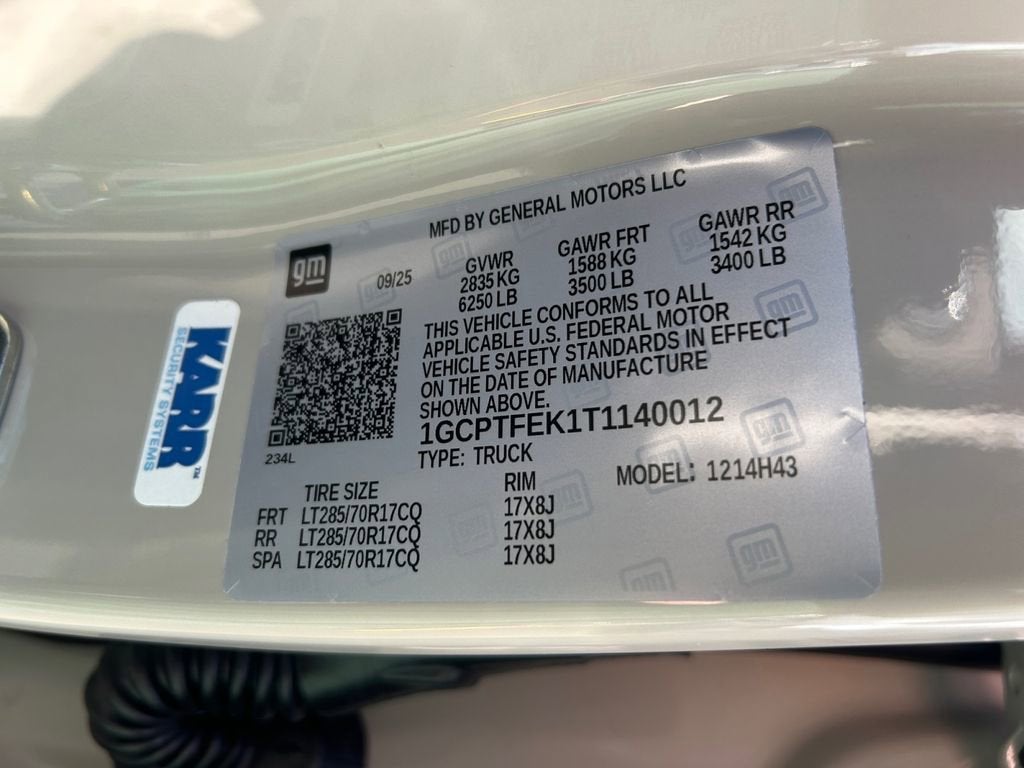 MFD BY GENERAL MOTORS LLC
gm
09/25
GVWR GAWR FRT GAWR RR
2835 KG 1588 KG 1542 KG
6250 LB 3500 LB 3400 LB
THIS VEHICLE CONFORMS TO ALL
APPLICABLE U.S. FEDERAL MOTOR
VEHICLE SAFETY STANDARDS IN EFFECT
ON THE DATE OF MANUFACTURE
SHOWN ABOVE.
1GCPTFEK1T1140012
234L
TYPE: TRUCK
MODEL: 1214H43
TIRE SIZE RIM
FRT LT285/70R17CQ 17X8J
RR LT285/70R17CQ 17X8J
SPA LT285/70R17CQ 17X8J
KARR™
SECURITY SYSTEMS